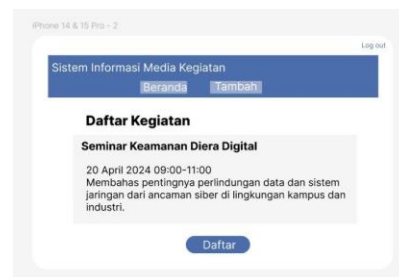 iPhone 14 & 15 Pro - 2
Log out
Sistem Informasi Media Kegiatan
Beranda Tambah
Daftar Kegiatan
Seminar Keamanan Diera Digital
20 April 2024 09:00-11:00
Membahas pentingnya perlindungan data dan sistem
jaringan dari ancaman siber di lingkungan kampus dan
industri.
Daftar